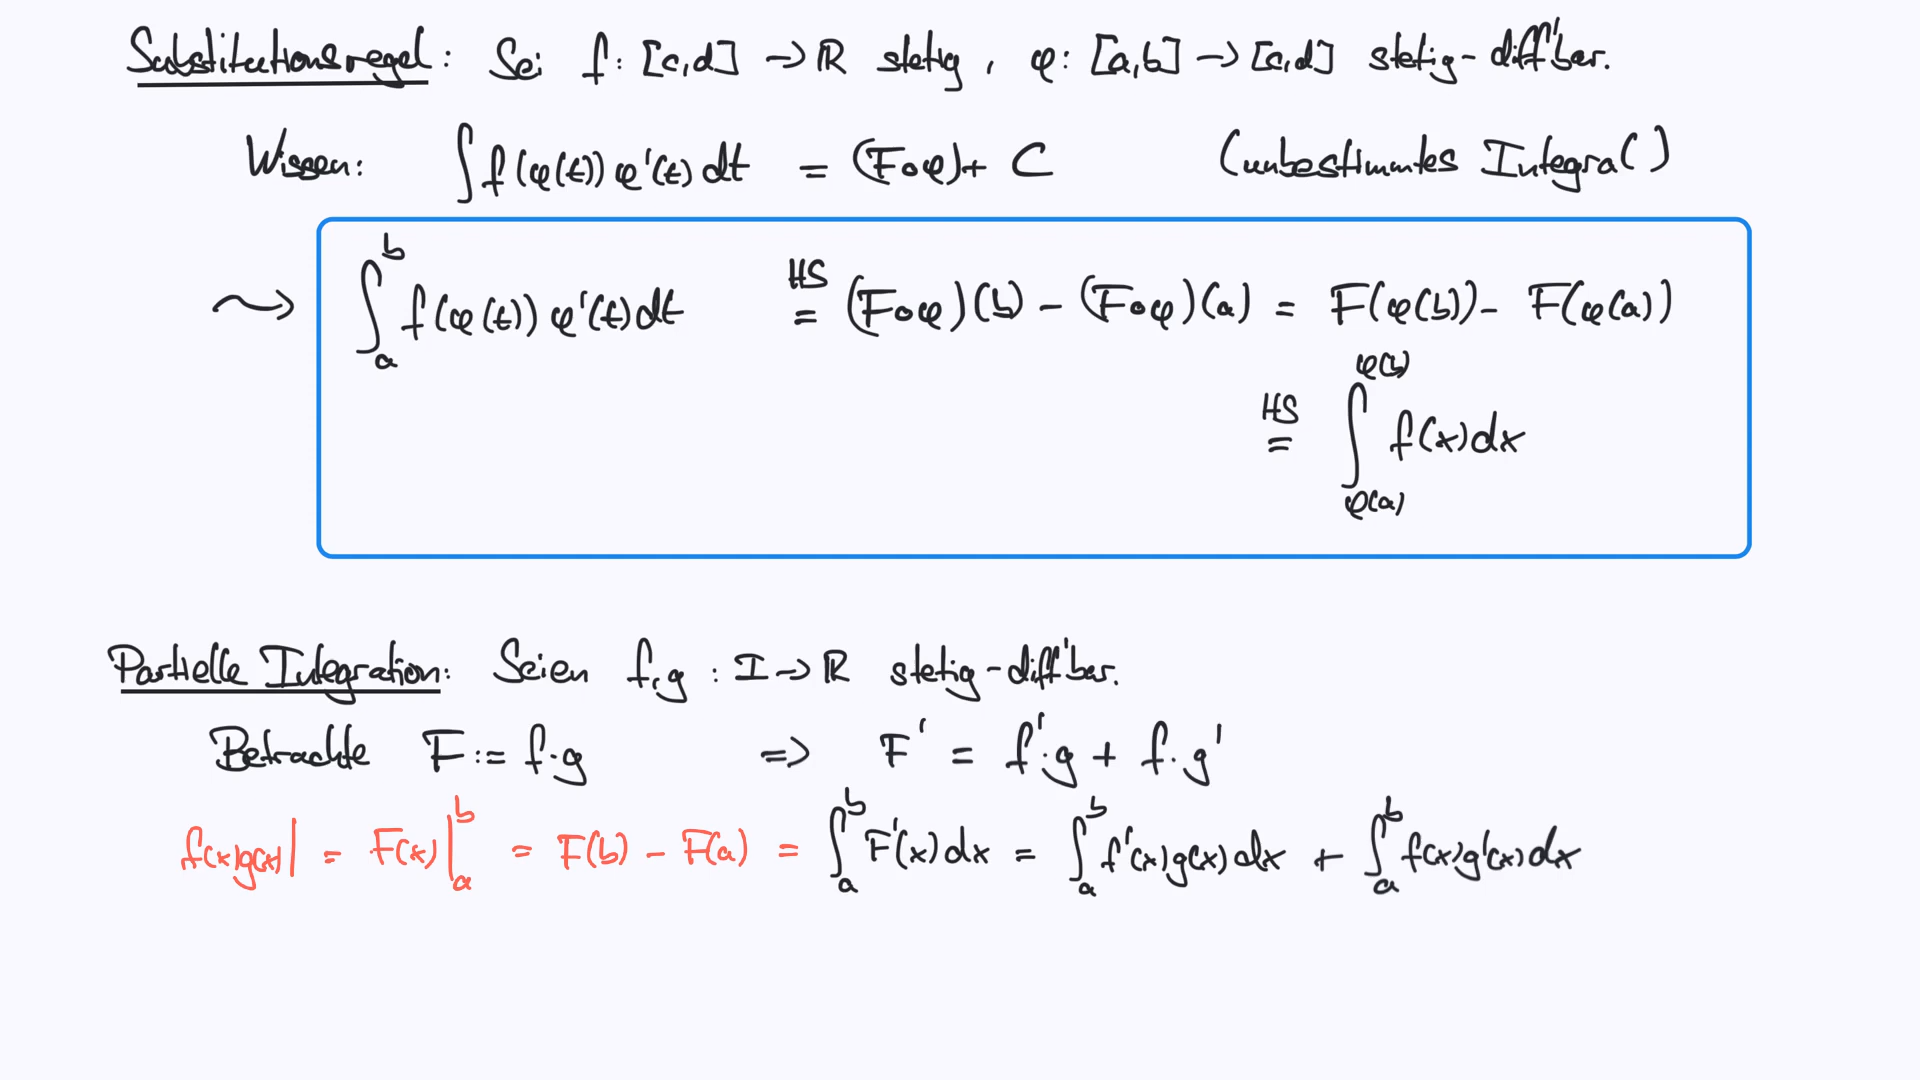 Substitutionsregel: Sei f: [c,d] → ℝ stetig, φ: [a,b] → [c,d] stetig-diff'bar.
Wissen: ∫ f(φ(t)) φ'(t) dt = (F∘φ) + C (unbestimmtes Integral)
⤳ ∫_a^b f(φ(t)) φ'(t) dt =^{HS} (F∘φ)(b) - (F∘φ)(a) = F(φ(b)) - F(φ(a))
=^{HS} ∫_{φ(a)}^{φ(b)} f(x) dx
Partielle Integration: Seien f,g : I → ℝ stetig-diff'bar.
Betrachte F := f·g ⇒ F' = f'·g + f·g'
f(x)g(x)| = F(x)|_a^b = F(b) - F(a) = ∫_a^b F'(x) dx = ∫_a^b f'(x)g(x) dx + ∫_a^b f(x)g'(x) dx